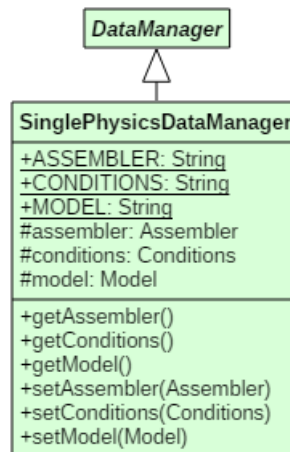 DataManager
SinglePhysicsDataManager
+ASSEMBLER: String
+CONDITIONS: String
+MODEL: String
#assembler: Assembler
#conditions: Conditions
#model: Model
+getAssembler()
+getConditions()
+getModel()
+setAssembler(Assembler)
+setConditions(Conditions)
+setModel(Model)